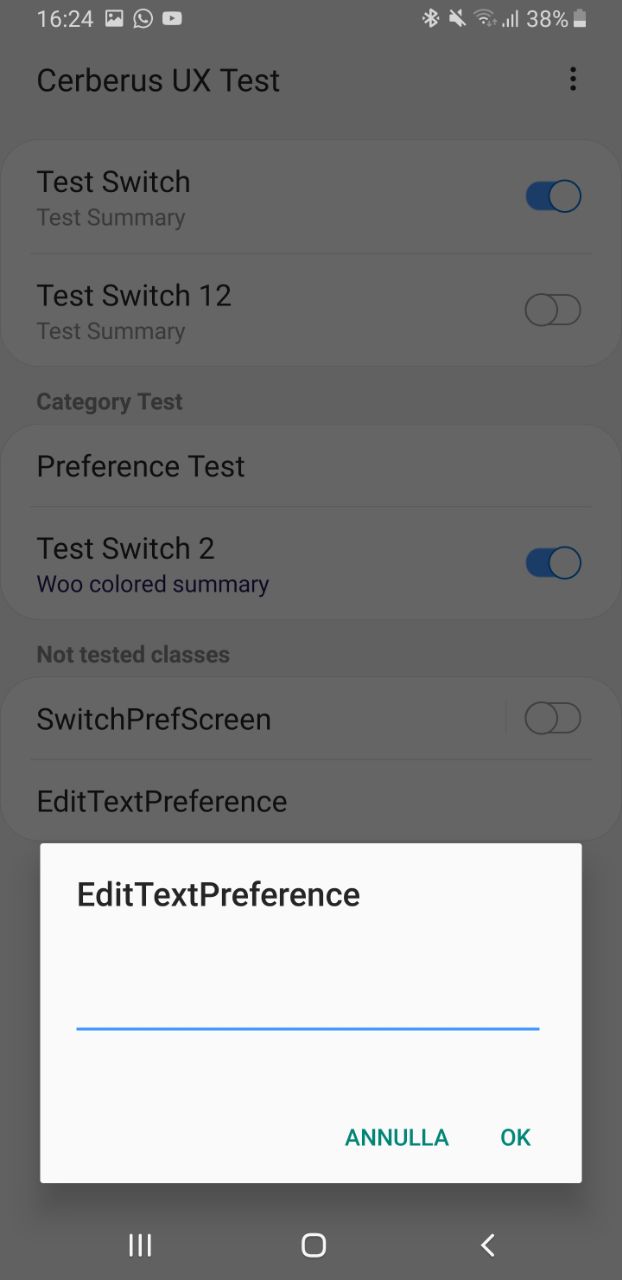 16:24
38%
Cerberus UX Test
Test Switch
Test Summary
Test Switch 12
Test Summary
Category Test
Preference Test
Test Switch 2
Woo colored summary
Not tested classes
SwitchPrefScreen
EditTextPreference
EditTextPreference
ANNULLA OK